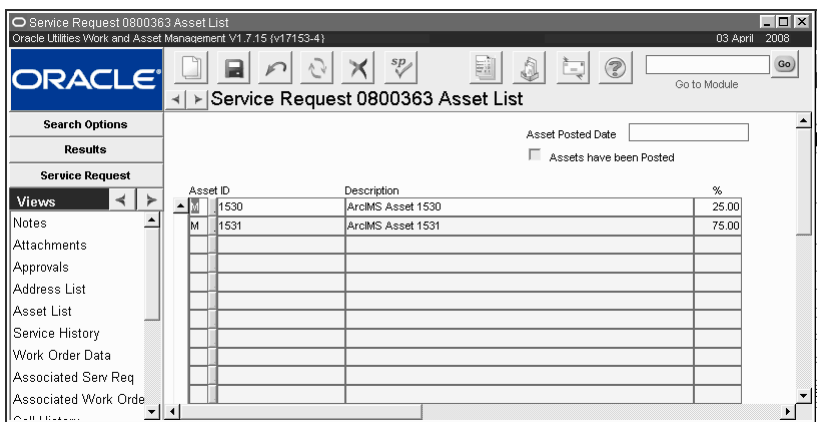 Service Request 0800363 Asset List
Oracle Utilities Work and Asset Management V1.7.15 {v17153-4} 03 April 2008
ORACLE
sp
Go
Go to Module
Service Request 0800363 Asset List
Search Options
Results
Service Request
Views
Notes
Attachments
Approvals
Address List
Asset List
Service History
Work Order Data
Associated Serv Req
Associated Work Orde
Call History
Asset Posted Date
Assets have been Posted
Asset ID Description %
M 1530 ArcIMS Asset 1530 25.00
M 1531 ArcIMS Asset 1531 75.00